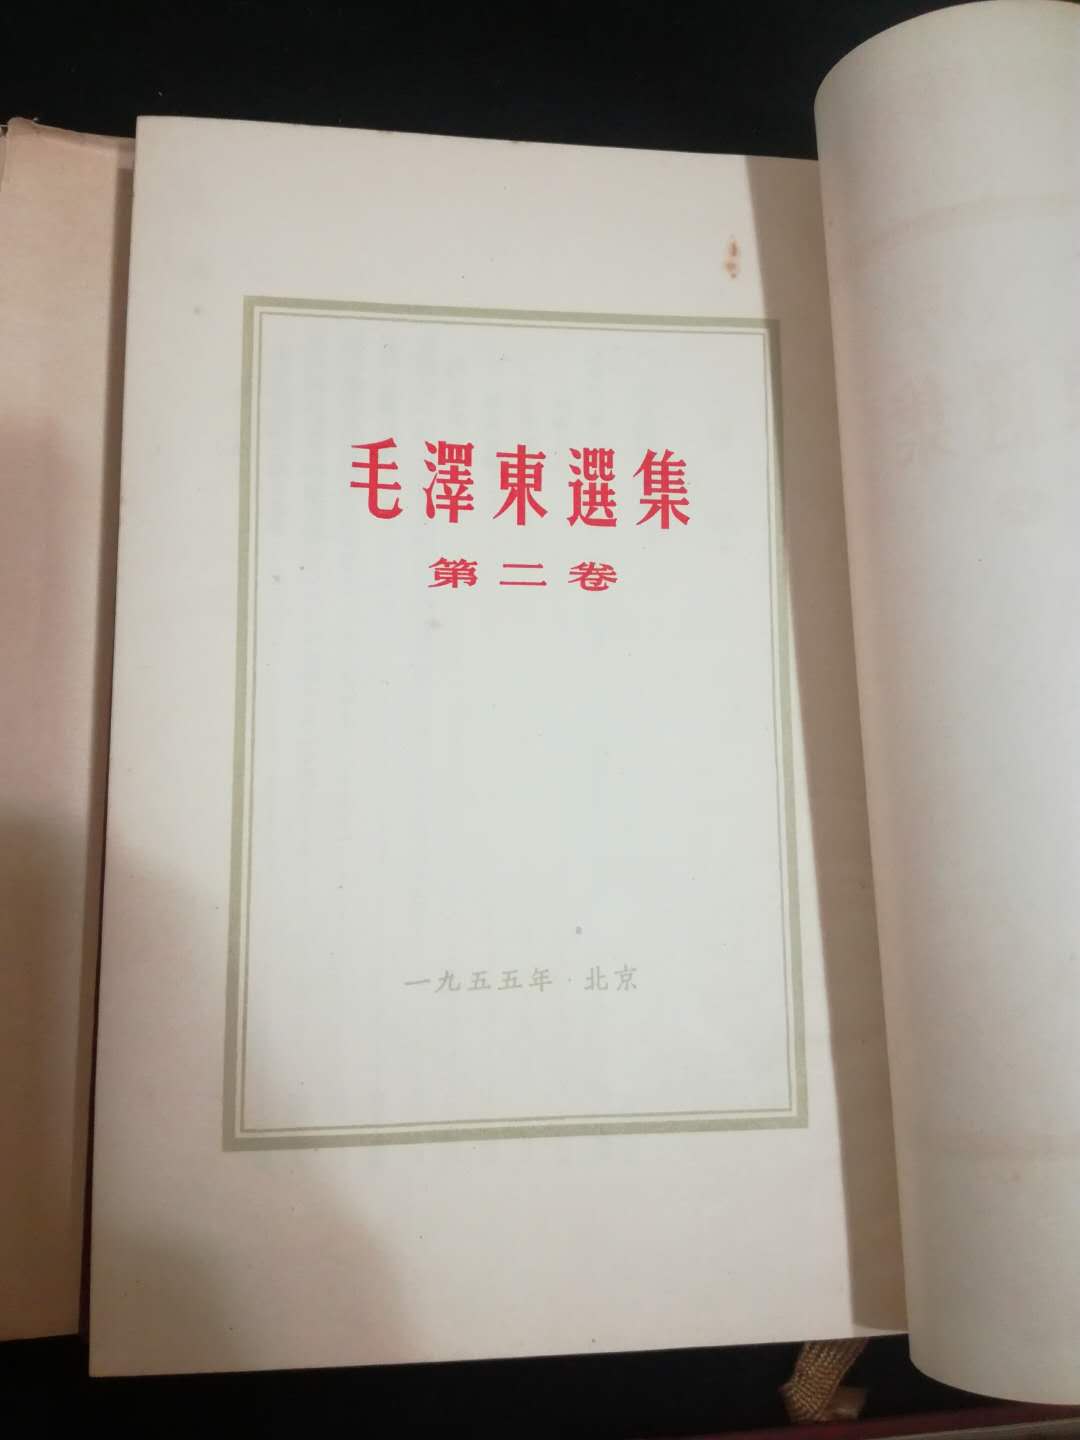 毛澤東選集
第二卷
一九五五年·北京